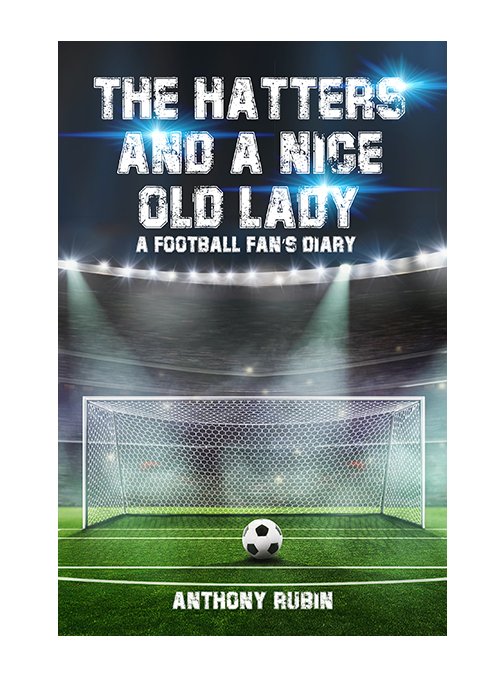 THE HATTERS
AND A NICE
OLD LADY
A FOOTBALL FAN'S DIARY
ANTHONY RUBIN